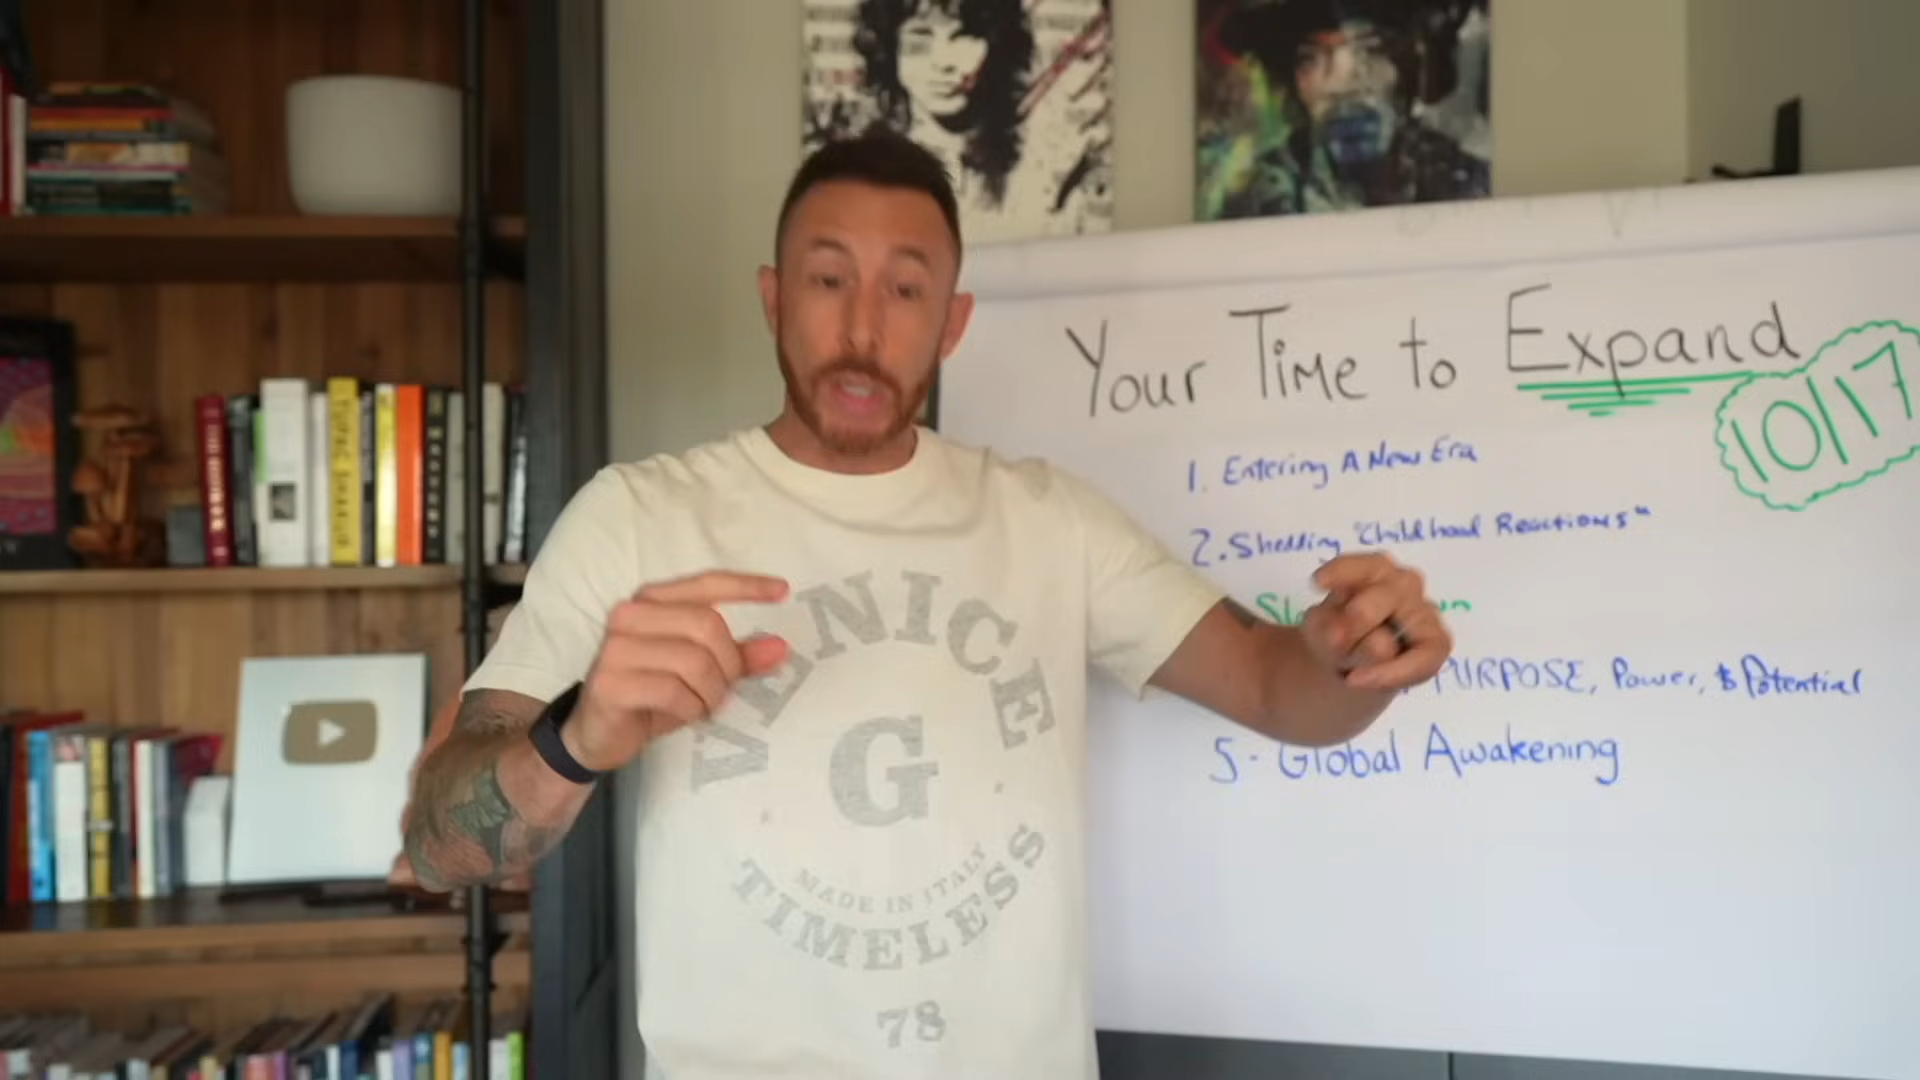 Your Time to Expand
10/17
1. Entering A New Era
2. Shedding "Childhood Reactions"
PURPOSE, Power, & Potential
5- Global Awakening
VENICE
G
MADE IN ITALY
TIMELESS
78